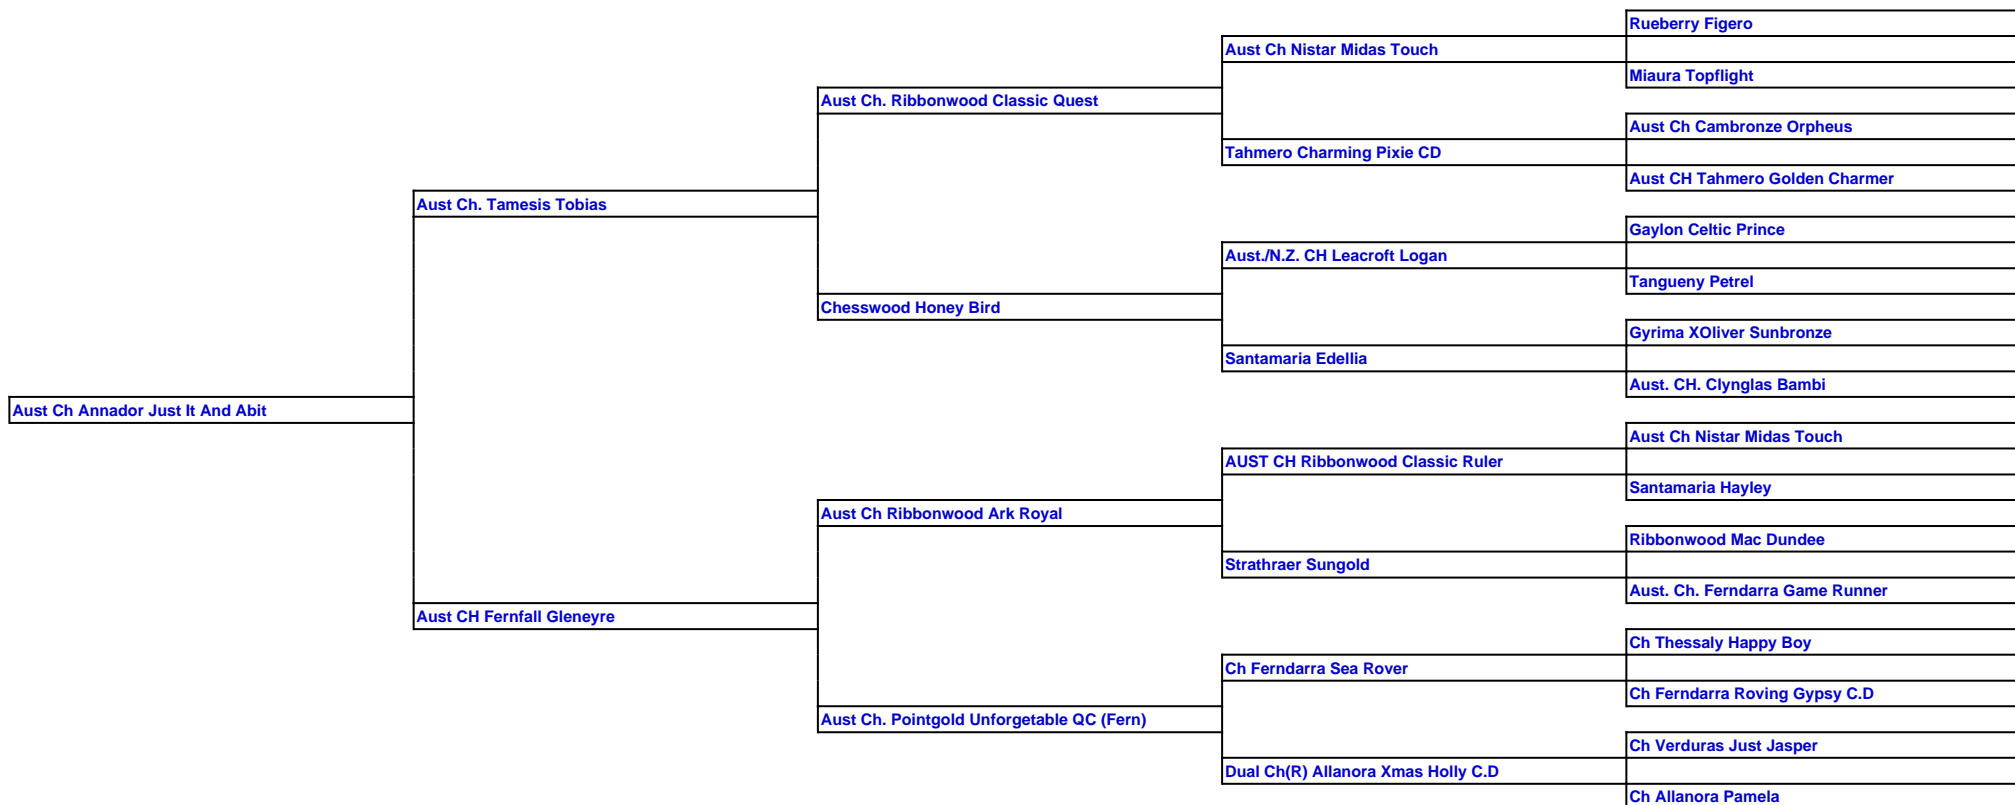 Rueberry Figero
Aust Ch Nistar Midas Touch
Miaura Topflight
Aust Ch. Ribbonwood Classic Quest
Aust Ch Cambronze Orpheus
Tahmero Charming Pixie CD
Aust CH Tahmero Golden Charmer
Aust Ch. Tamesis Tobias
Gaylon Celtic Prince
Aust./N.Z. CH Leacroft Logan
Tangueny Petrel
Chesswood Honey Bird
Gyrima XOliver Sunbronze
Santamaria Edellia
Aust. CH. Clynglas Bambi
Aust Ch Annador Just It And Abit
Aust Ch Nistar Midas Touch
AUST CH Ribbonwood Classic Ruler
Santamaria Hayley
Aust Ch Ribbonwood Ark Royal
Ribbonwood Mac Dundee
Strathraer Sungold
Aust. Ch. Ferndarra Game Runner
Aust CH Fernfall Gleneyre
Ch Thessaly Happy Boy
Ch Ferndarra Sea Rover
Ch Ferndarra Roving Gypsy C.D
Aust Ch. Pointgold Unforgetable QC (Fern)
Ch Verduras Just Jasper
Dual Ch(R) Allanora Xmas Holly C.D
Ch Allanora Pamela